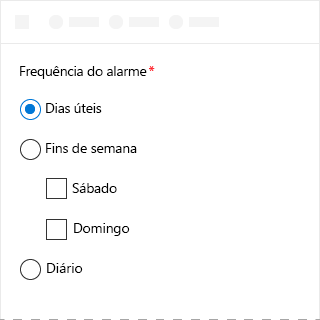 Frequência do alarme*
Dias úteis
Fins de semana
Sábado
Domingo
Diário